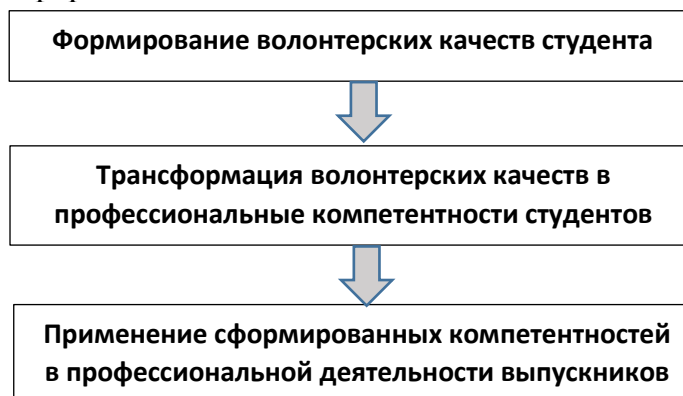 Формирование волонтерских качеств студента
Трансформация волонтерских качеств в
профессиональные компетентности студентов
Применение сформированных компетентностей
в профессиональной деятельности выпускников